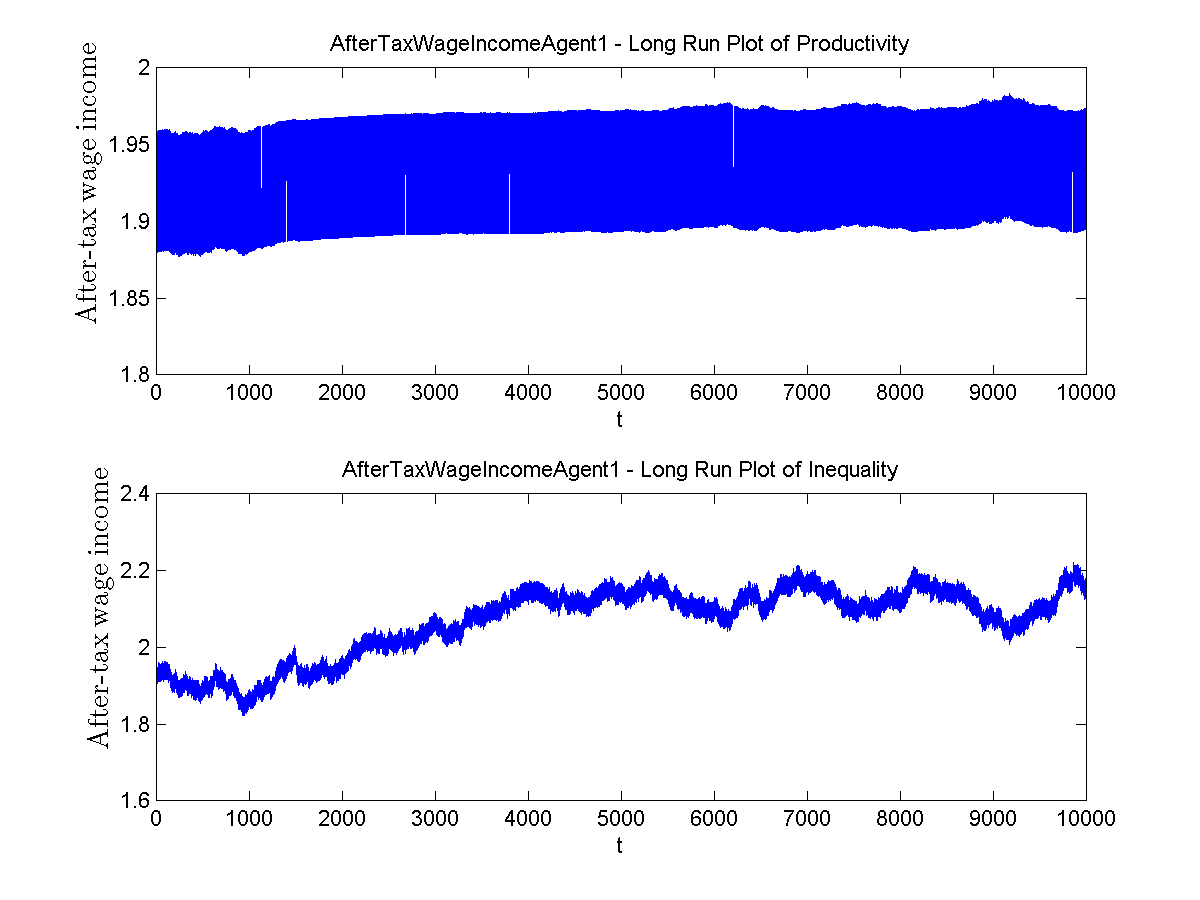 AfterTaxWageIncomeAgent1 - Long Run Plot of Productivity
After-tax wage income
2
1.95
1.9
1.85
1.8
0 1000 2000 3000 4000 5000 6000 7000 8000 9000 10000
t
AfterTaxWageIncomeAgent1 - Long Run Plot of Inequality
After-tax wage income
2.4
2.2
2
1.8
1.6
0 1000 2000 3000 4000 5000 6000 7000 8000 9000 10000
t